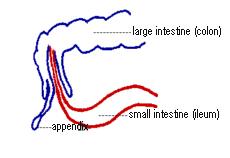 large intestine (colon)
small intestine (ileum)
appendix